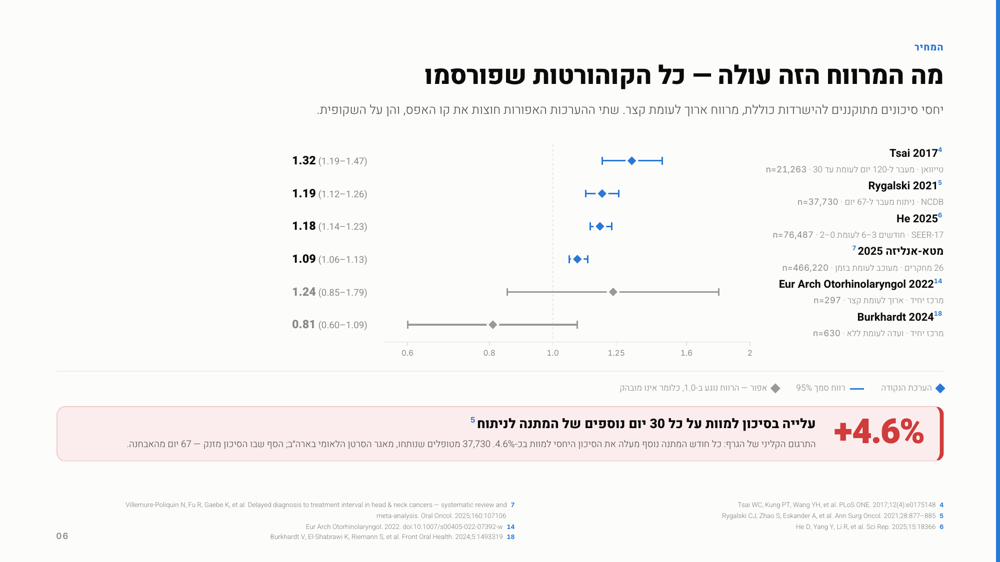 המחיר
מה המרווח הזה עולה — כל הקוהורטות שפורסמו
יחסי סיכונים מתוקננים להישרדות כוללת, מרווח ארוך לעומת קצר. שתי ההערכות האפורות חוצות את קו האפס, והן על השקופית.
Tsai 2017⁴
טייוואן · מעבר ל-120 יום לעומת עד 30 · n=21,263
1.32 (1.19–1.47)
Rygalski 2021⁵
NCDB · ניתוח מעבר ל-67 יום · n=37,730
1.19 (1.12–1.26)
He 2025⁶
SEER-17 · חודשים 3–6 לעומת 0–2 · n=76,487
1.18 (1.14–1.23)
מטא-אנליזה 2025 ⁷
26 מחקרים · מעוכב לעומת בזמן · n=466,220
1.09 (1.06–1.13)
Eur Arch Otorhinolaryngol 2022¹⁴
מרכז יחיד · ארוך לעומת קצר · n=297
1.24 (0.85–1.79)
Burkhardt 2024¹⁸
מרכז יחיד · ועדה לעומת ללא · n=630
0.81 (0.60–1.09)
0.6 0.8 1.0 1.25 1.6 2
הערכת הנקודה
רווח סמך 95%
אפור — הרווח נוגע ב-1.0, כלומר אינו מובהק
+4.6%
עלייה בסיכון למוות על כל 30 יום נוספים של המתנה לניתוח ⁵
התרגום הקליני של הגרף: כל חודש המתנה נוסף מעלה את הסיכון היחסי למוות בכ-4.6%. 37,730 מטופלים שנותחו, מאגר הסרטן הלאומי בארה״ב; הסף שבו הסיכון מזנק — 67 יום מהאבחנה.
4 Tsai WC, Kung PT, Wang YH, et al. PLoS ONE. 2017;12(4):e0175148
5 Rygalski CJ, Zhao S, Eskander A, et al. Ann Surg Oncol. 2021;28:877–885
6 He D, Yang Y, Li R, et al. Sci Rep. 2025;15:18366
7 Villemure-Poliquin N, Fu R, Gaebe K, et al. Delayed diagnosis to treatment interval in head & neck cancers — systematic review and
meta-analysis. Oral Oncol. 2025;160:107106
14 Eur Arch Otorhinolaryngol. 2022. doi:10.1007/s00405-022-07392-w
18 Burkhardt V, El-Shabrawi K, Riemann S, et al. Front Oral Health. 2024;5:1493319
06